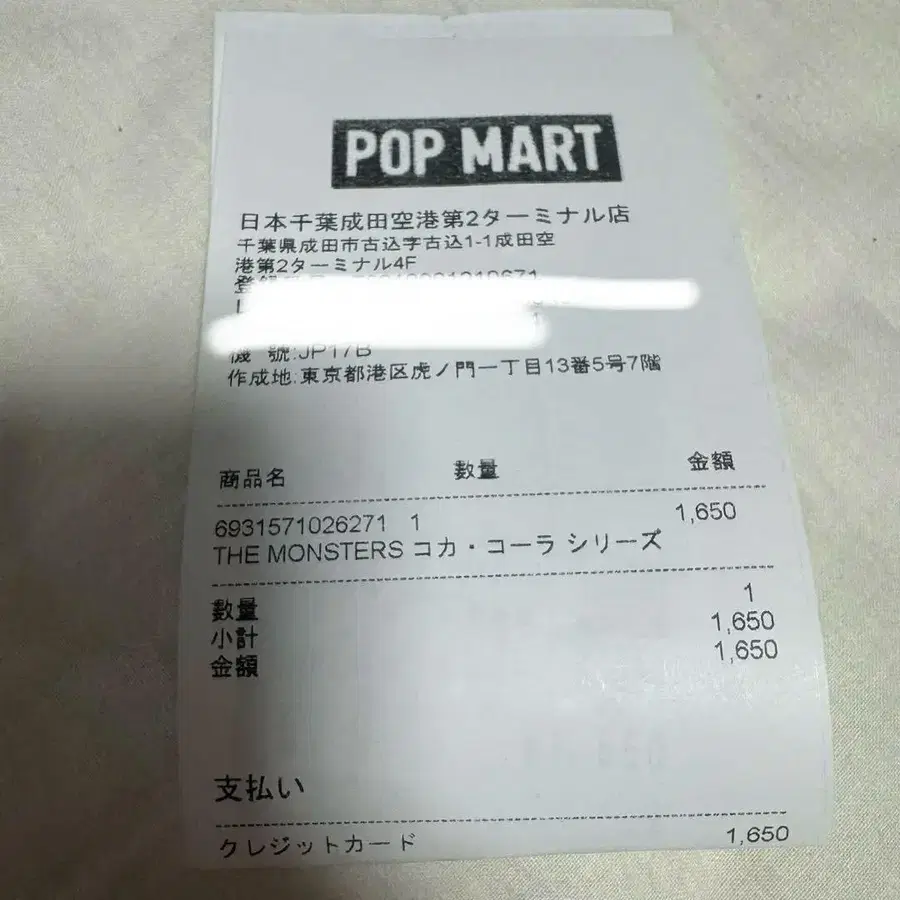 POP MART
日本千葉成田空港第2ターミナル店
千葉県成田市古込字古込1-1成田空
港第2ターミナル4F
機 號:JP17B
作成地:東京都港区虎ノ門一丁目13番5号7階
商品名 数量 金額
6931571026271 1 1,650
THE MONSTERS コカ・コーラ シリーズ
数量 1
小計 1,650
金額 1,650
支払い
クレジットカード 1,650